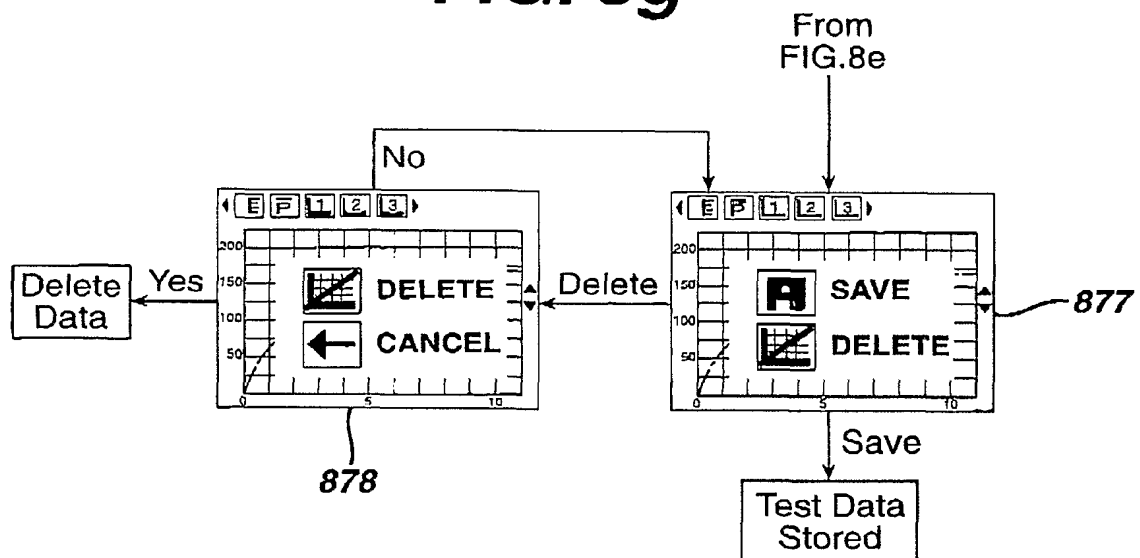 FIG. 8g
From
FIG.8e
No
E P 1 2 3
E P 1 2 3
200
150
100
50
0 5 10
DELETE
CANCEL
200
150
100
50
0 5 10
SAVE
DELETE
Delete
Data
Yes
Delete
877
878
Save
Test Data
Stored